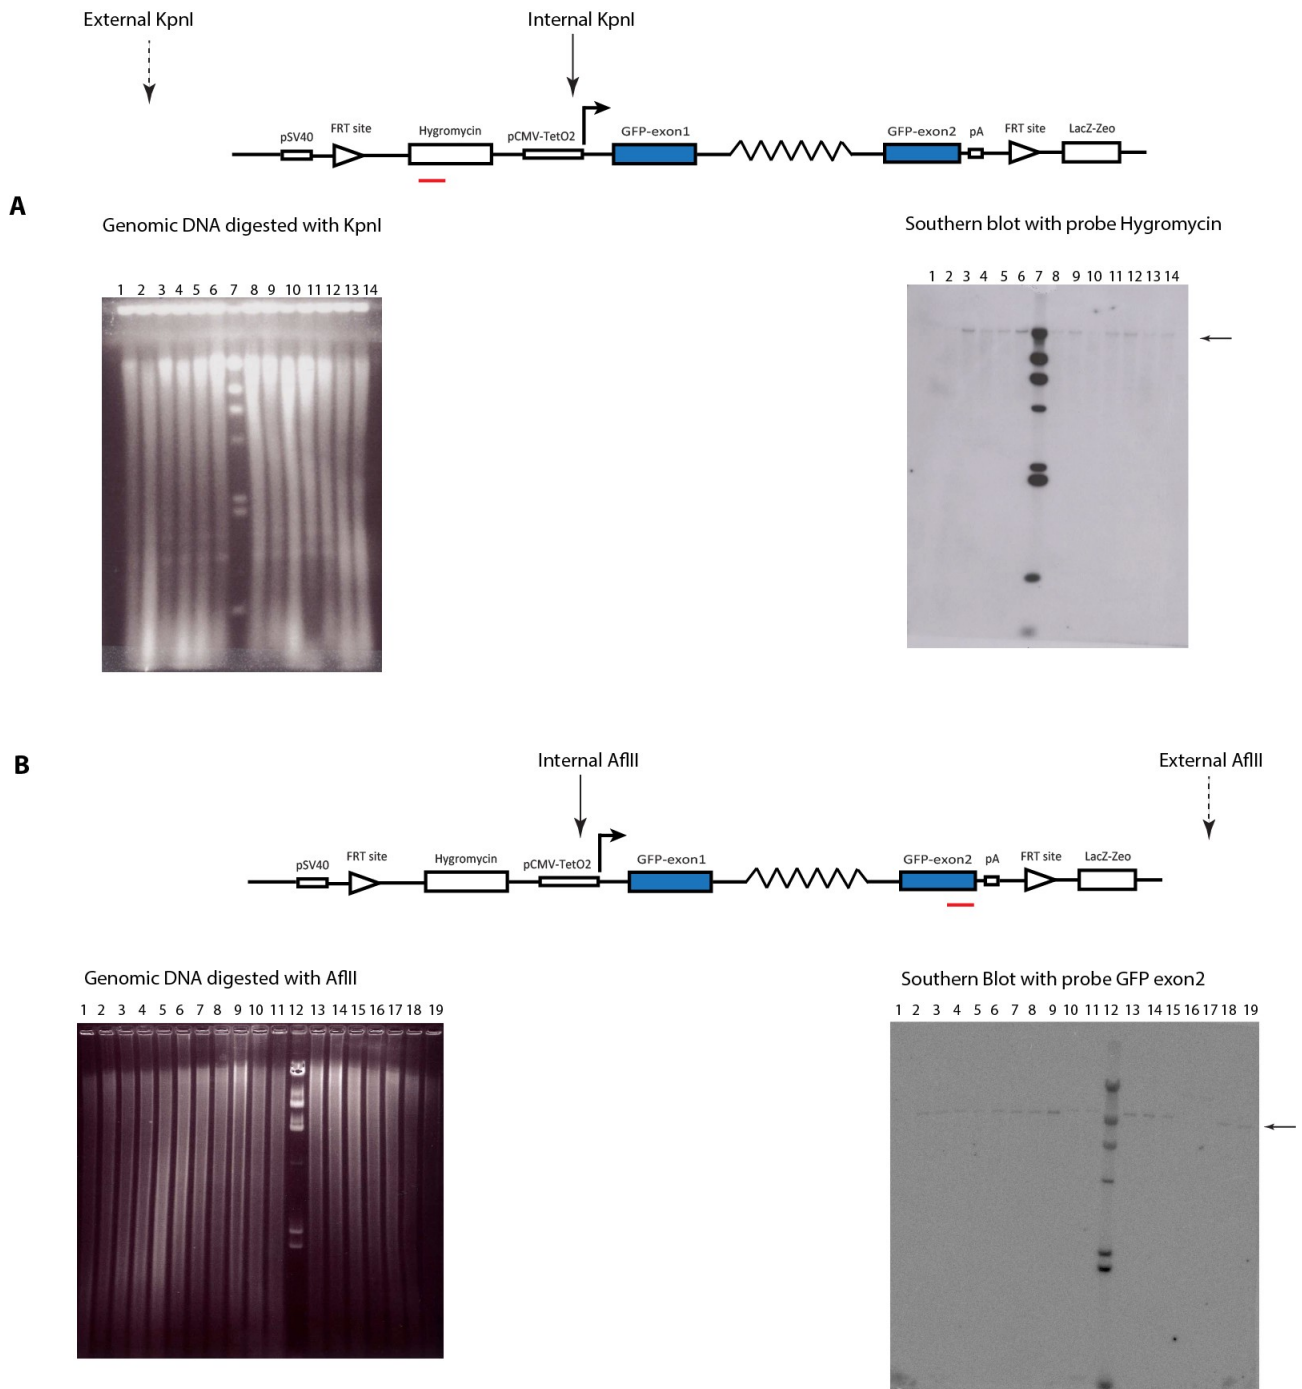 External KpnI
Internal KpnI
pSV40
FRT site
Hygromycin
pCMV-TetO2
GFP-exon1
GFP-exon2
pA
FRT site
LacZ-Zeo
A
Genomic DNA digested with KpnI
Southern blot with probe Hygromycin
1 2 3 4 5 6 7 8 9 10 11 12 13 14
1 2 3 4 5 6 7 8 9 10 11 12 13 14
B
Internal AflII
External AflII
pSV40
FRT site
Hygromycin
pCMV-TetO2
GFP-exon1
GFP-exon2
pA
FRT site
LacZ-Zeo
Genomic DNA digested with AflII
Southern Blot with probe GFP exon2
1 2 3 4 5 6 7 8 9 10 11 12 13 14 15 16 17 18 19
1 2 3 4 5 6 7 8 9 10 11 12 13 14 15 16 17 18 19